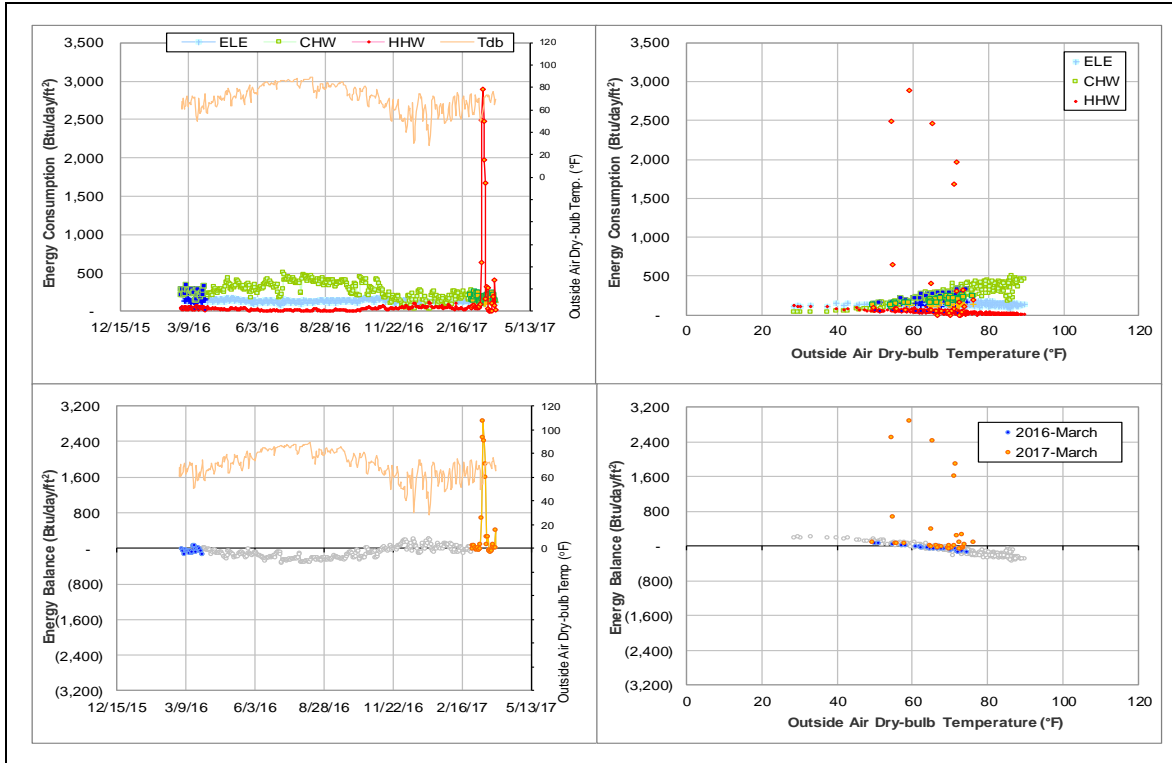 ELE CHW HHW Tdb
Energy Consumption (Btu/day/ft²)
3,500
3,000
2,500
2,000
1,500
1,000
500
-
120
100
80
60
40
20
0
Outside Air Dry-bulb Temp. (°F)
12/15/15 3/9/16 6/3/16 8/28/16 11/22/16 2/16/17 5/13/17
Energy Consumption (Btu/day/ft²)
3,500
3,000
2,500
2,000
1,500
1,000
500
-
ELE
CHW
HHW
0 20 40 60 80 100 120
Outside Air Dry-bulb Temperature (°F)
Energy Balance (Btu/day/ft²)
3,200
2,400
1,600
800
-
(800)
(1,600)
(2,400)
(3,200)
120
100
80
60
40
20
0
Outside Air Dry-bulb Temp (°F)
12/15/15 3/9/16 6/3/16 8/28/16 11/22/16 2/16/17 5/13/17
Energy Balance (Btu/day/ft²)
3,200
2,400
1,600
800
-
(800)
(1,600)
(2,400)
(3,200)
2016-March
2017-March
0 20 40 60 80 100 120
Outside Air Dry-bulb Temperature (°F)